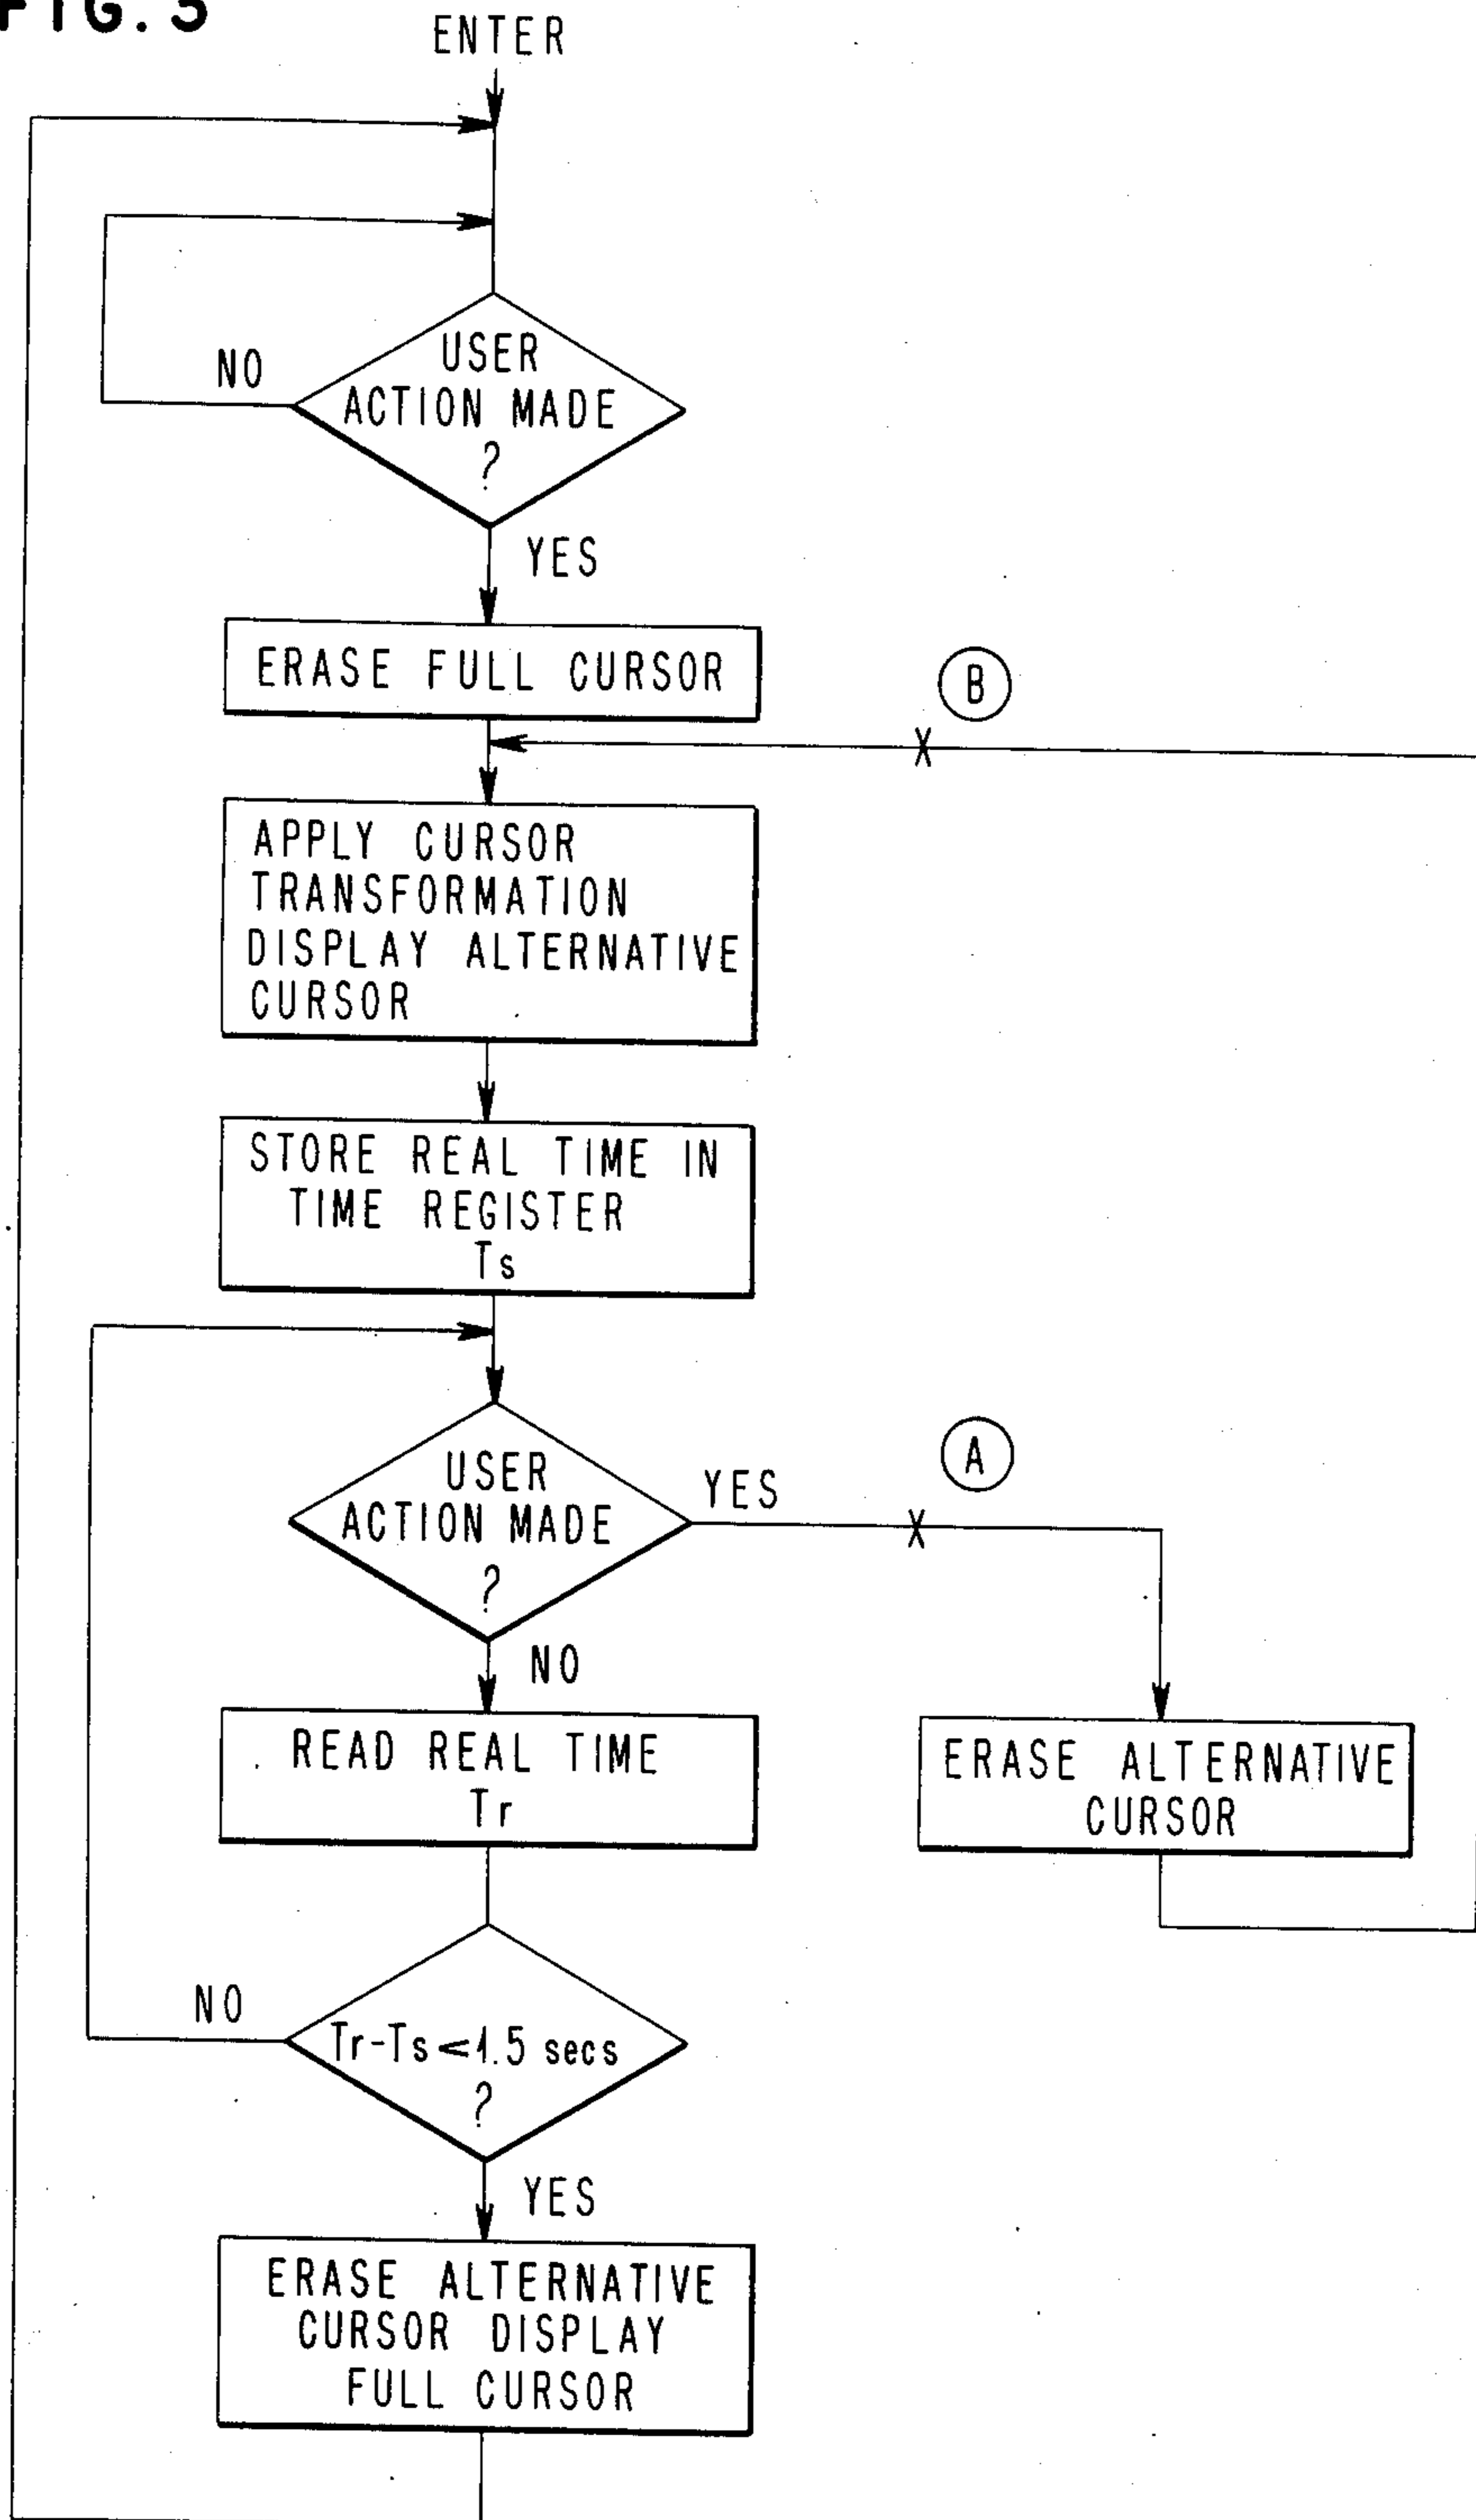 FIG. 3
ENTER
USER
ACTION MADE
?
NO
YES
ERASE FULL CURSOR
B
X
APPLY CURSOR
TRANSFORMATION
DISPLAY ALTERNATIVE
CURSOR
STORE REAL TIME IN
TIME REGISTER
Ts
USER
ACTION MADE
?
YES
A
X
NO
READ REAL TIME
Tr
ERASE ALTERNATIVE
CURSOR
NO
Tr-Ts<1.5 secs
?
YES
ERASE ALTERNATIVE
CURSOR DISPLAY
FULL CURSOR